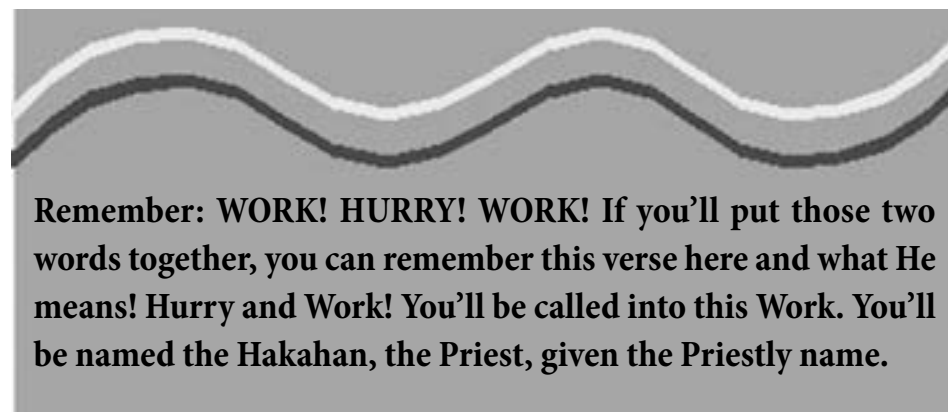 Remember: WORK! HURRY! WORK! If you’ll put those two
words together, you can remember this verse here and what He
means! Hurry and Work! You’ll be called into this Work. You’ll
be named the Hakahan, the Priest, given the Priestly name.